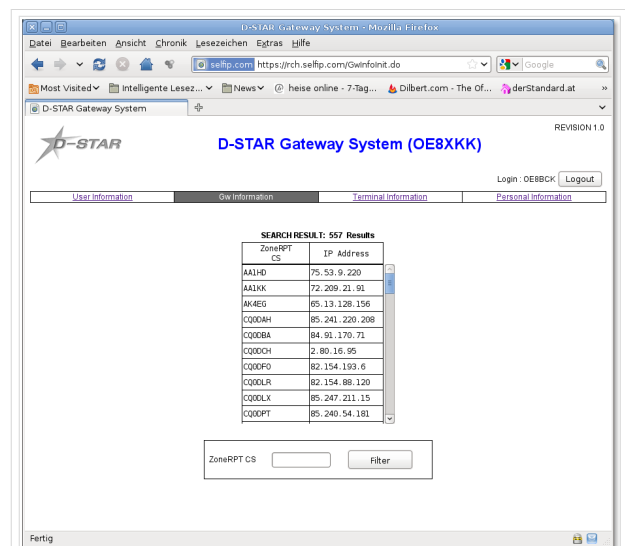 D-STAR Gateway System - Mozilla Firefox
Datei Bearbeiten Ansicht Chronik Lesezeichen Extras Hilfe
selfip.com https://rch.selfip.com/GwInfoInit.do
Google
Most Visited Intelligente Lesez... News heise online - 7-Tag... Dilbert.com - The Of... derStandard.at »
D-STAR Gateway System
REVISION 1.0
D-STAR
D-STAR Gateway System (OE8XKK)
Login : OE8BCK Logout
User Information Gw Information Terminal Information Personal Information
SEARCH RESULT: 557 Results
ZoneRPT CS IP Address
AA1HD 75.53.9.220
AA1KK 72.209.21.91
AK4EG 65.13.128.156
CQ0DAH 85.241.220.208
CQ0DBA 84.91.170.71
CQ0DCH 2.80.16.95
CQ0DFO 82.154.193.6
CQ0DLR 82.154.88.120
CQ0DLX 85.247.211.15
CQ0DPT 85.240.54.181
ZoneRPT CS Filter
Fertig